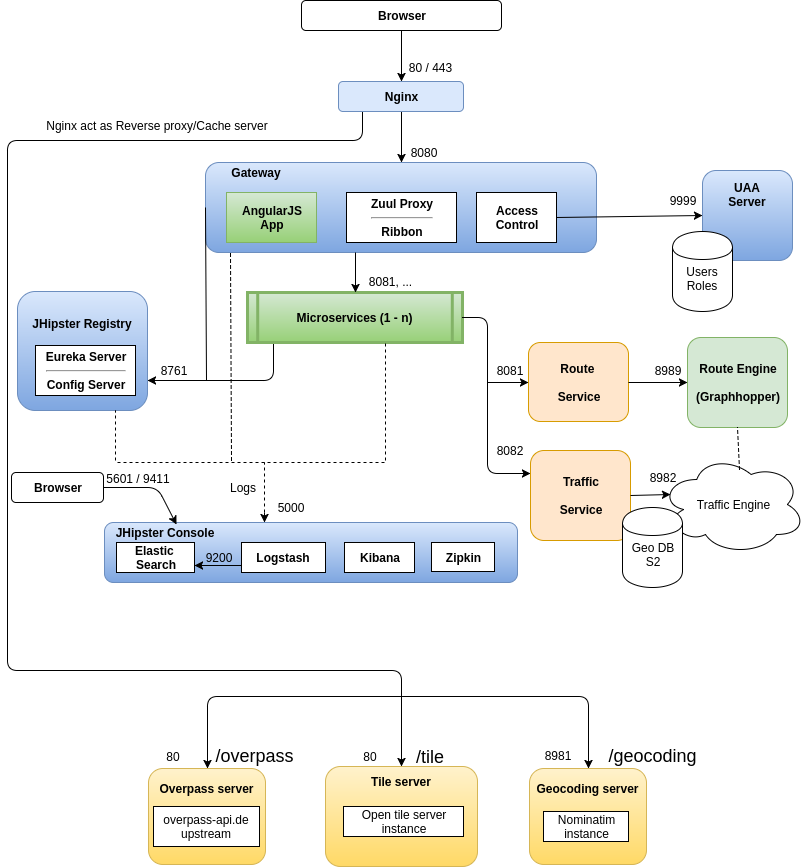 Browser
80 / 443
Nginx
Nginx act as Reverse proxy/Cache server
8080
Gateway
AngularJS
App
Zuul Proxy
Ribbon
Access
Control
9999
UAA
Server
Users
Roles
8081, ...
Microservices (1 - n)
JHipster Registry
Eureka Server
Config Server
8761
8081
Route
Service
8989
Route Engine
(Graphhopper)
8082
Traffic
Service
8982
Traffic Engine
Geo DB
S2
Browser
5601 / 9411
Logs
5000
JHipster Console
Elastic
Search
9200
Logstash
Kibana
Zipkin
80
/overpass
80
/tile
8981
/geocoding
Overpass server
overpass-api.de
upstream
Tile server
Open tile server
instance
Geocoding server
Nominatim
instance